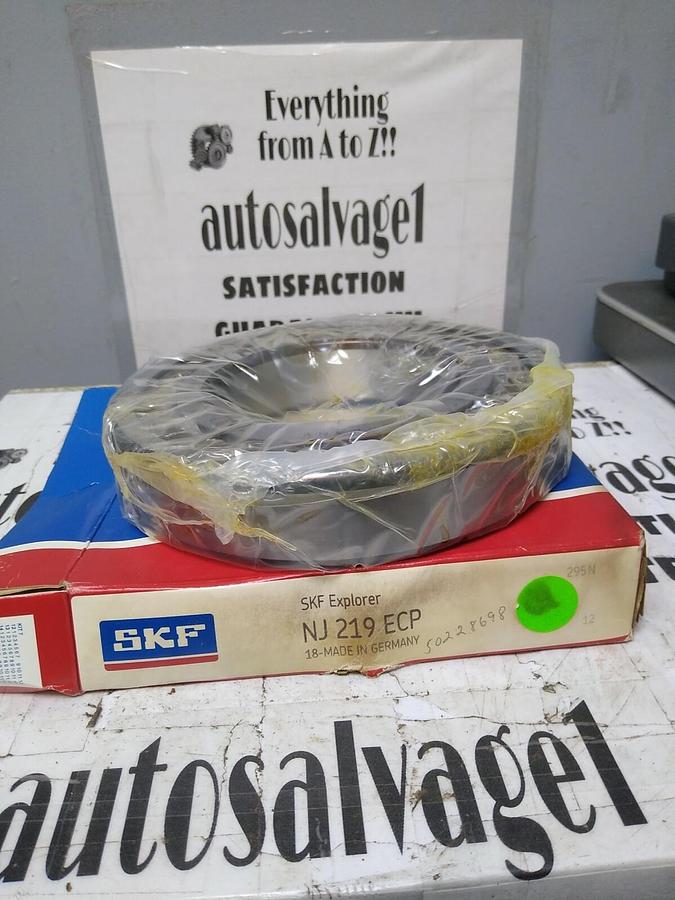 Everything
from A to Z!!
autosalvage1
SATISFACTION
SKF Explorer
NJ 219 ECP
18-MADE IN GERMANY
50228698
295N
12
SKF
autosalvage1